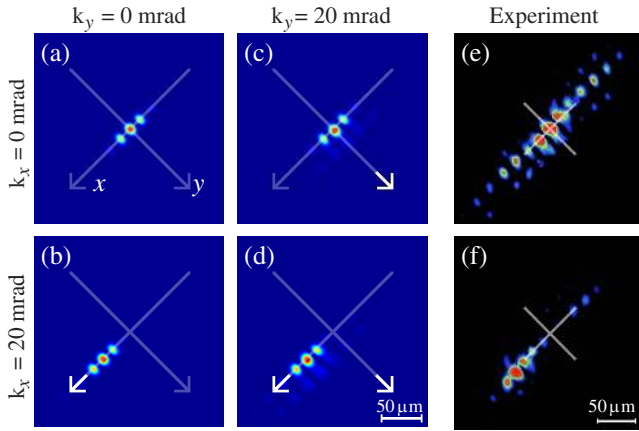 k_y = 0 mrad k_y = 20 mrad Experiment
k_x = 0 mrad
(a) (c) (e)
x y
k_x = 20 mrad
(b) (d) (f)
50 μm 50 μm